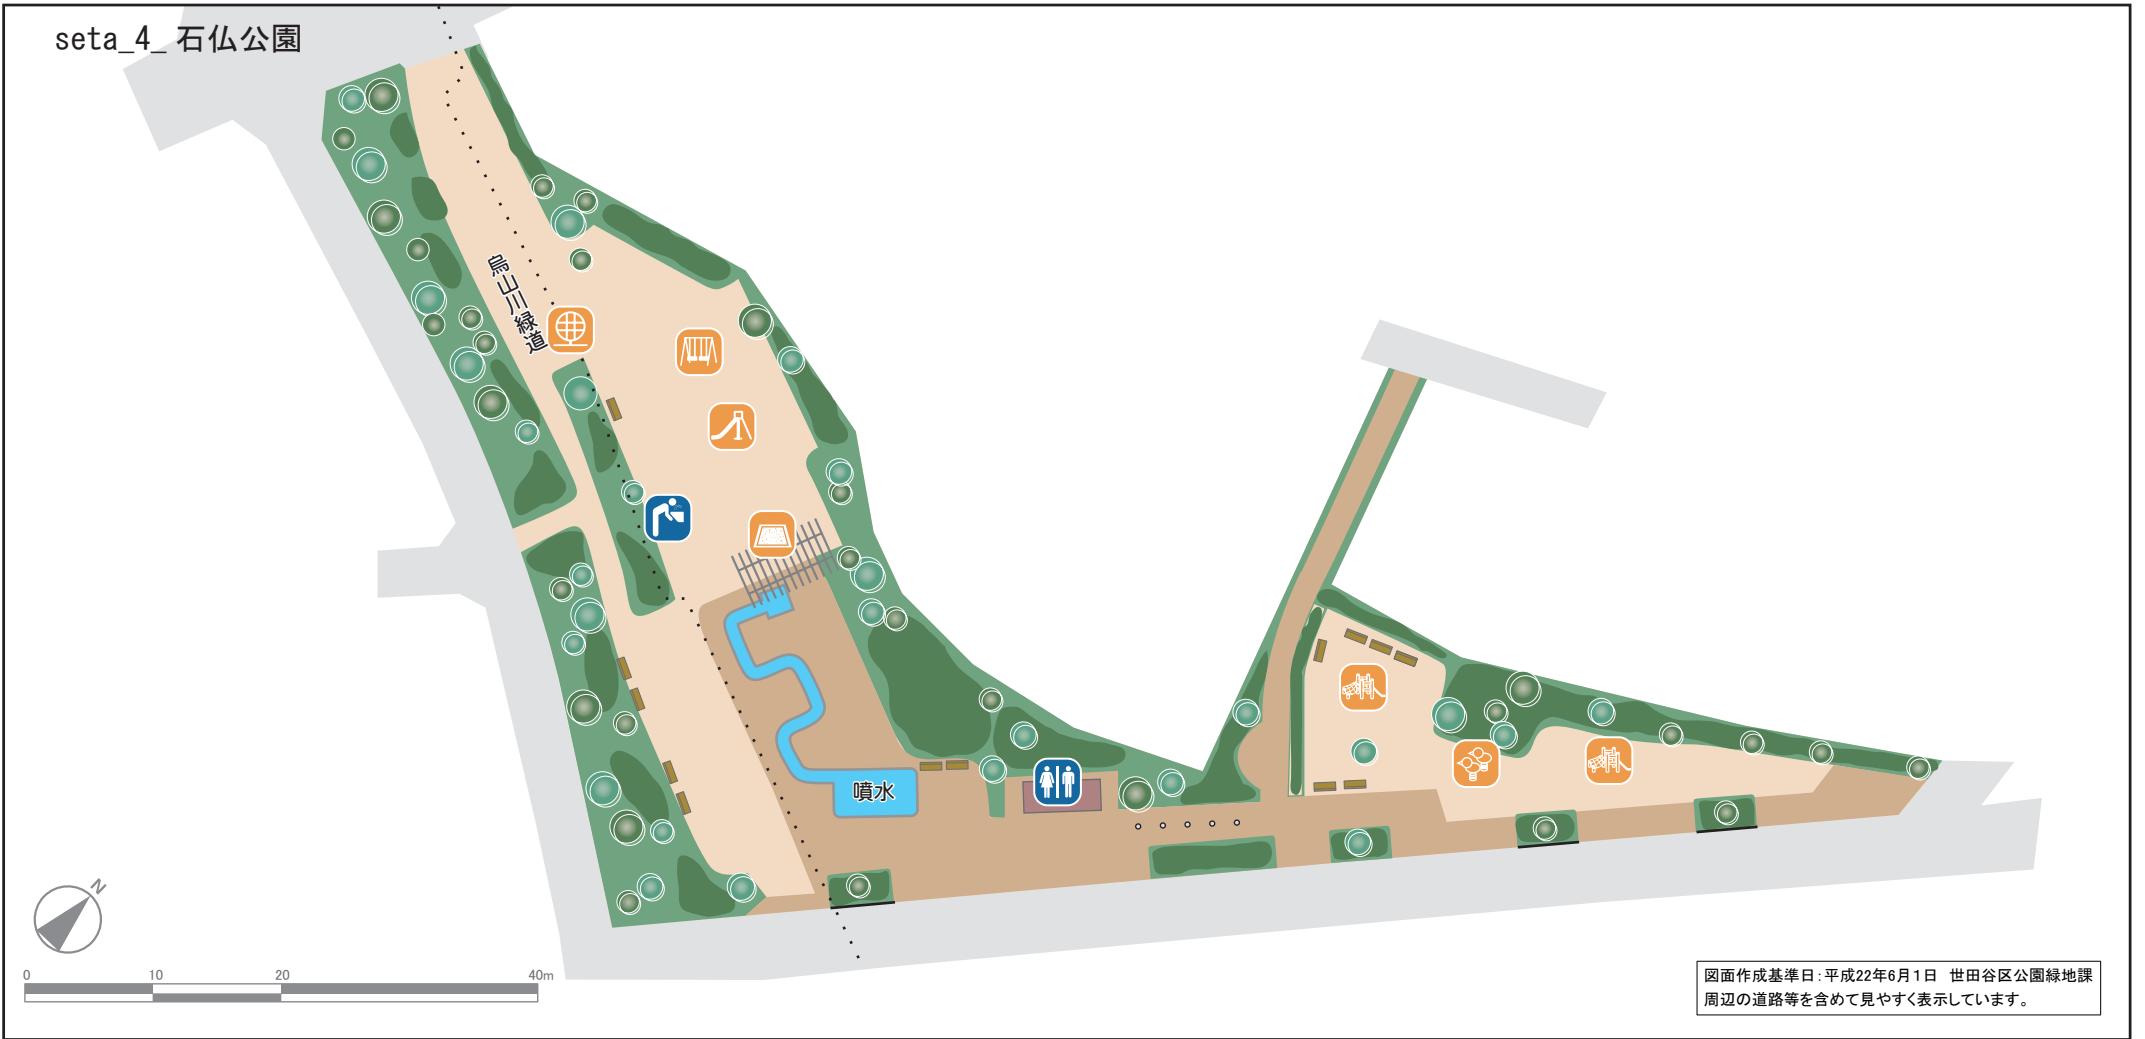 seta_4_ 石仏公園
烏山川緑道
噴水
N
0 10 20 40m
図面作成基準日:平成22年6月1日 世田谷区公園緑地課
周辺の道路等を含めて見やすく表示しています。